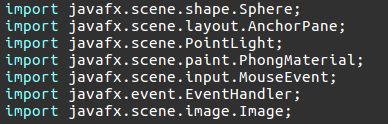 import javafx.scene.shape.Sphere;
import javafx.scene.layout.AnchorPane;
import javafx.scene.PointLight;
import javafx.scene.paint.PhongMaterial;
import javafx.scene.input.MouseEvent;
import javafx.event.EventHandler;
import javafx.scene.image.Image;